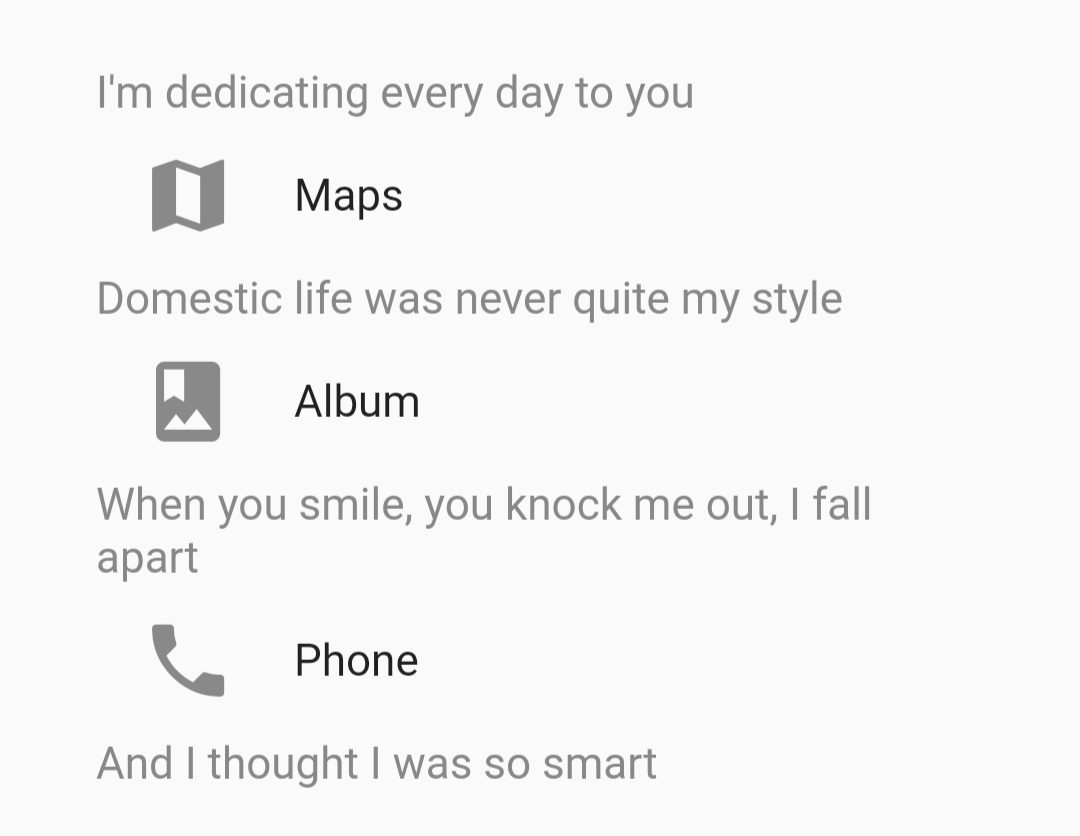 I'm dedicating every day to you
Maps
Domestic life was never quite my style
Album
When you smile, you knock me out, I fall
apart
Phone
And I thought I was so smart